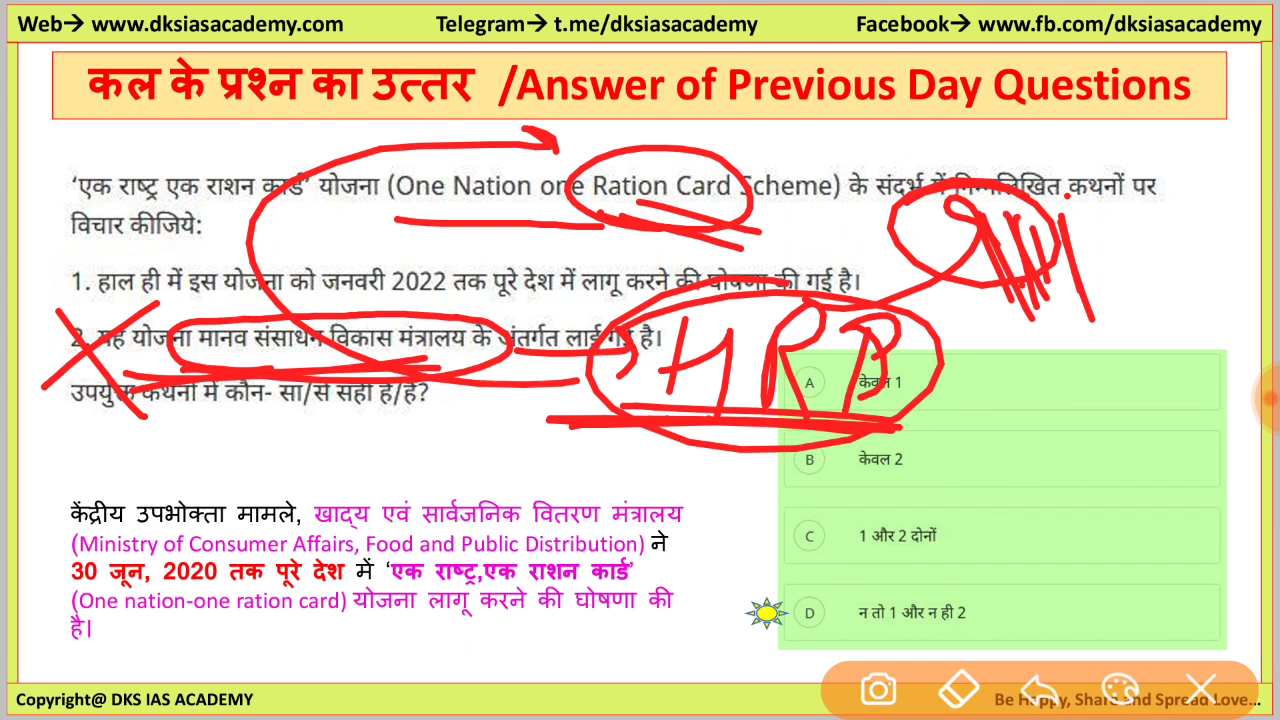 Web→ www.dksiasacademy.com Telegram→ t.me/dksiasacademy Facebook→ www.fb.com/dksiasacademy
कल के प्रश्न का उत्तर /Answer of Previous Day Questions
‘एक राष्ट्र एक राशन कार्ड’ योजना (One Nation one Ration Card Scheme) के संदर्भ में निम्नलिखित कथनों पर
विचार कीजिये:
1. हाल ही में इस योजना को जनवरी 2022 तक पूरे देश में लागू करने की घोषणा की गई है।
2. यह योजना मानव संसाधन विकास मंत्रालय के अंतर्गत लाई गई है।
HRD
उपर्युक्त कथनों में कौन- सा/से सही है/हैं?
A केवल 1
B केवल 2
C 1 और 2 दोनों
D न तो 1 और न ही 2
केंद्रीय उपभोक्ता मामले, खाद्य एवं सार्वजनिक वितरण मंत्रालय
(Ministry of Consumer Affairs, Food and Public Distribution) ने
30 जून, 2020 तक पूरे देश में ‘एक राष्ट्र,एक राशन कार्ड’
(One nation-one ration card) योजना लागू करने की घोषणा की
है।
Copyright@ DKS IAS ACADEMY Be Happy, Share and Spread Love...